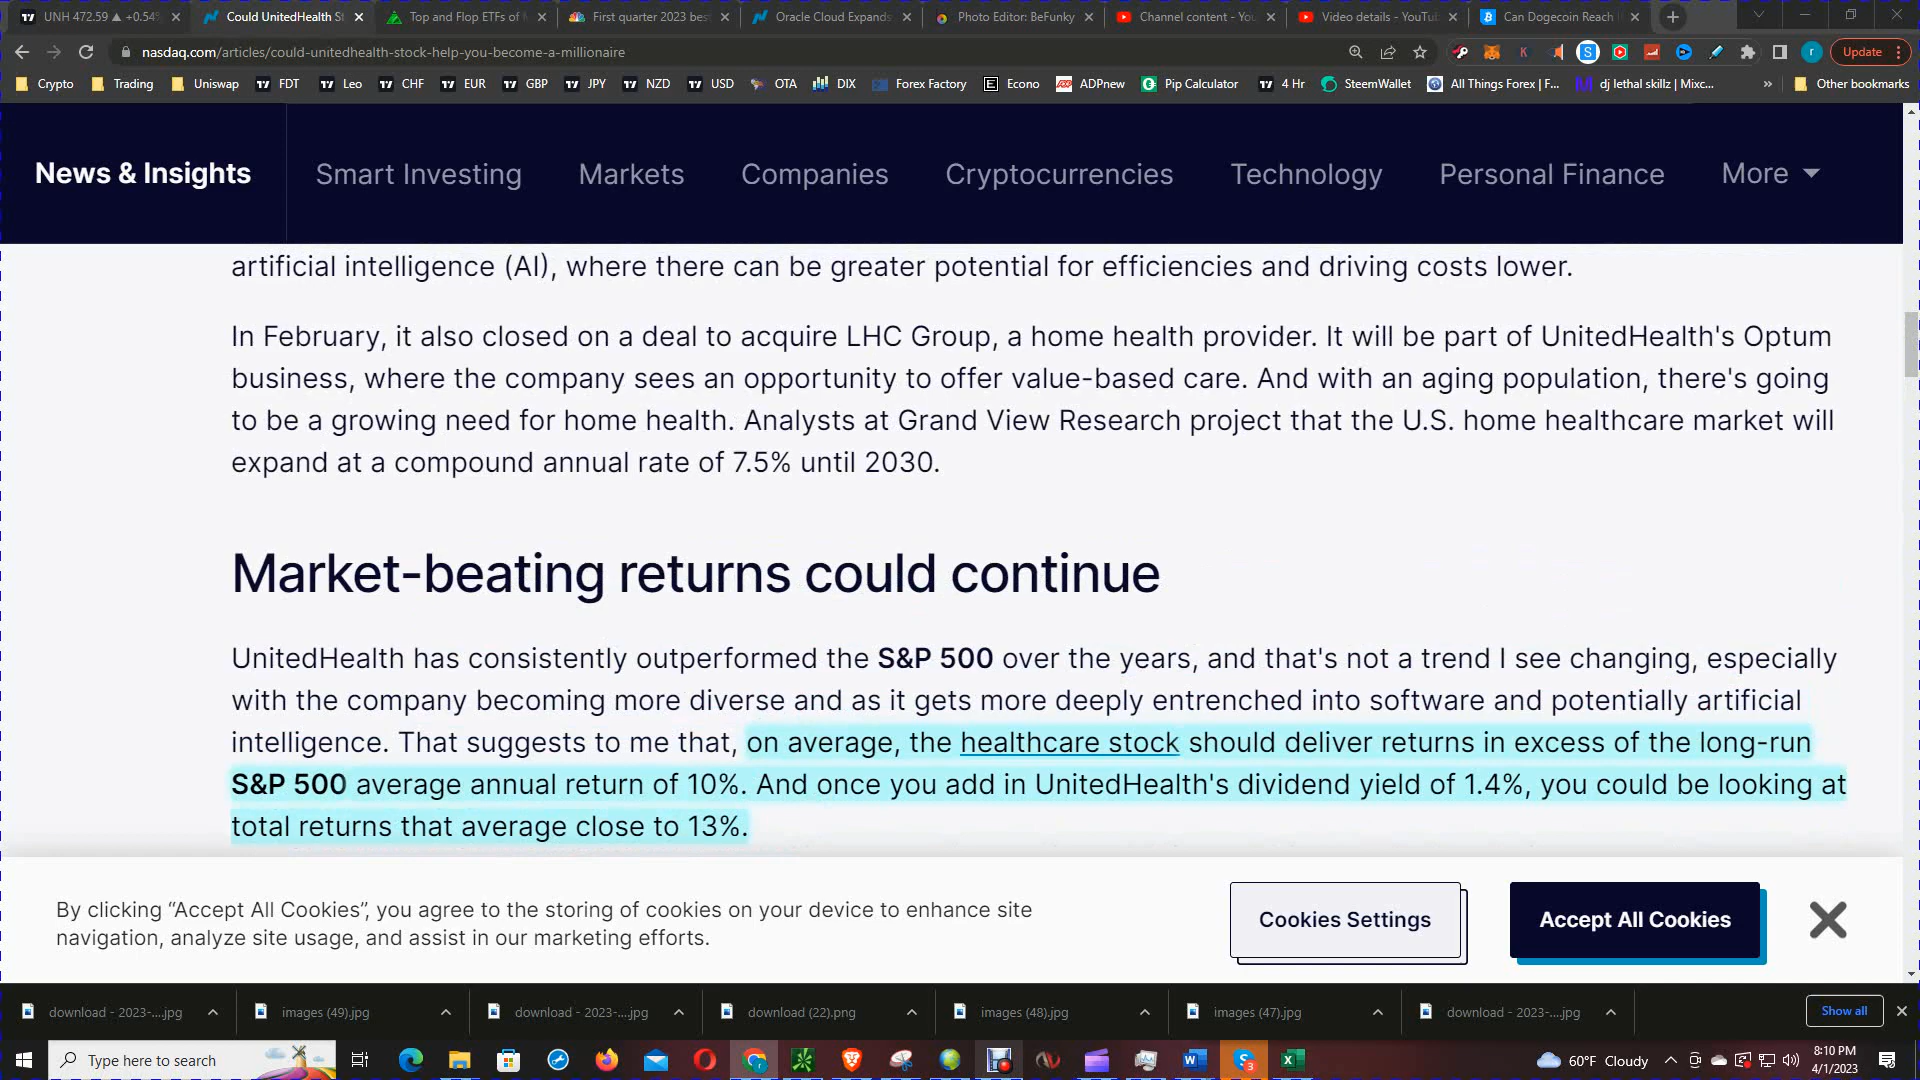 UNH 472.59 ▲ +0.54%
Could UnitedHealth St
Top and Flop ETFs of M
First quarter 2023 best
Oracle Cloud Expands
Photo Editor: BeFunky
Channel content - You
Video details - YouTube
Can Dogecoin Reach
nasdaq.com/articles/could-unitedhealth-stock-help-you-become-a-millionaire
Update
Crypto Trading Uniswap FDT Leo CHF EUR GBP JPY NZD USD OTA DIX Forex Factory Econo ADPnew Pip Calculator 4 Hr SteemWallet All Things Forex | F... dj lethal skillz | Mixc... » Other bookmarks
News & Insights Smart Investing Markets Companies Cryptocurrencies Technology Personal Finance More
artificial intelligence (AI), where there can be greater potential for efficiencies and driving costs lower.
In February, it also closed on a deal to acquire LHC Group, a home health provider. It will be part of UnitedHealth's Optum
business, where the company sees an opportunity to offer value-based care. And with an aging population, there's going
to be a growing need for home health. Analysts at Grand View Research project that the U.S. home healthcare market will
expand at a compound annual rate of 7.5% until 2030.
Market-beating returns could continue
UnitedHealth has consistently outperformed the S&P 500 over the years, and that's not a trend I see changing, especially
with the company becoming more diverse and as it gets more deeply entrenched into software and potentially artificial
intelligence. That suggests to me that, on average, the healthcare stock should deliver returns in excess of the long-run
S&P 500 average annual return of 10%. And once you add in UnitedHealth's dividend yield of 1.4%, you could be looking at
total returns that average close to 13%.
By clicking “Accept All Cookies”, you agree to the storing of cookies on your device to enhance site
navigation, analyze site usage, and assist in our marketing efforts.
Cookies Settings
Accept All Cookies
download - 2023-....jpg
images (49).jpg
download - 2023-....jpg
download (22).png
images (48).jpg
images (47).jpg
download - 2023-....jpg
Show all
Type here to search
60°F Cloudy
8:10 PM
4/1/2023